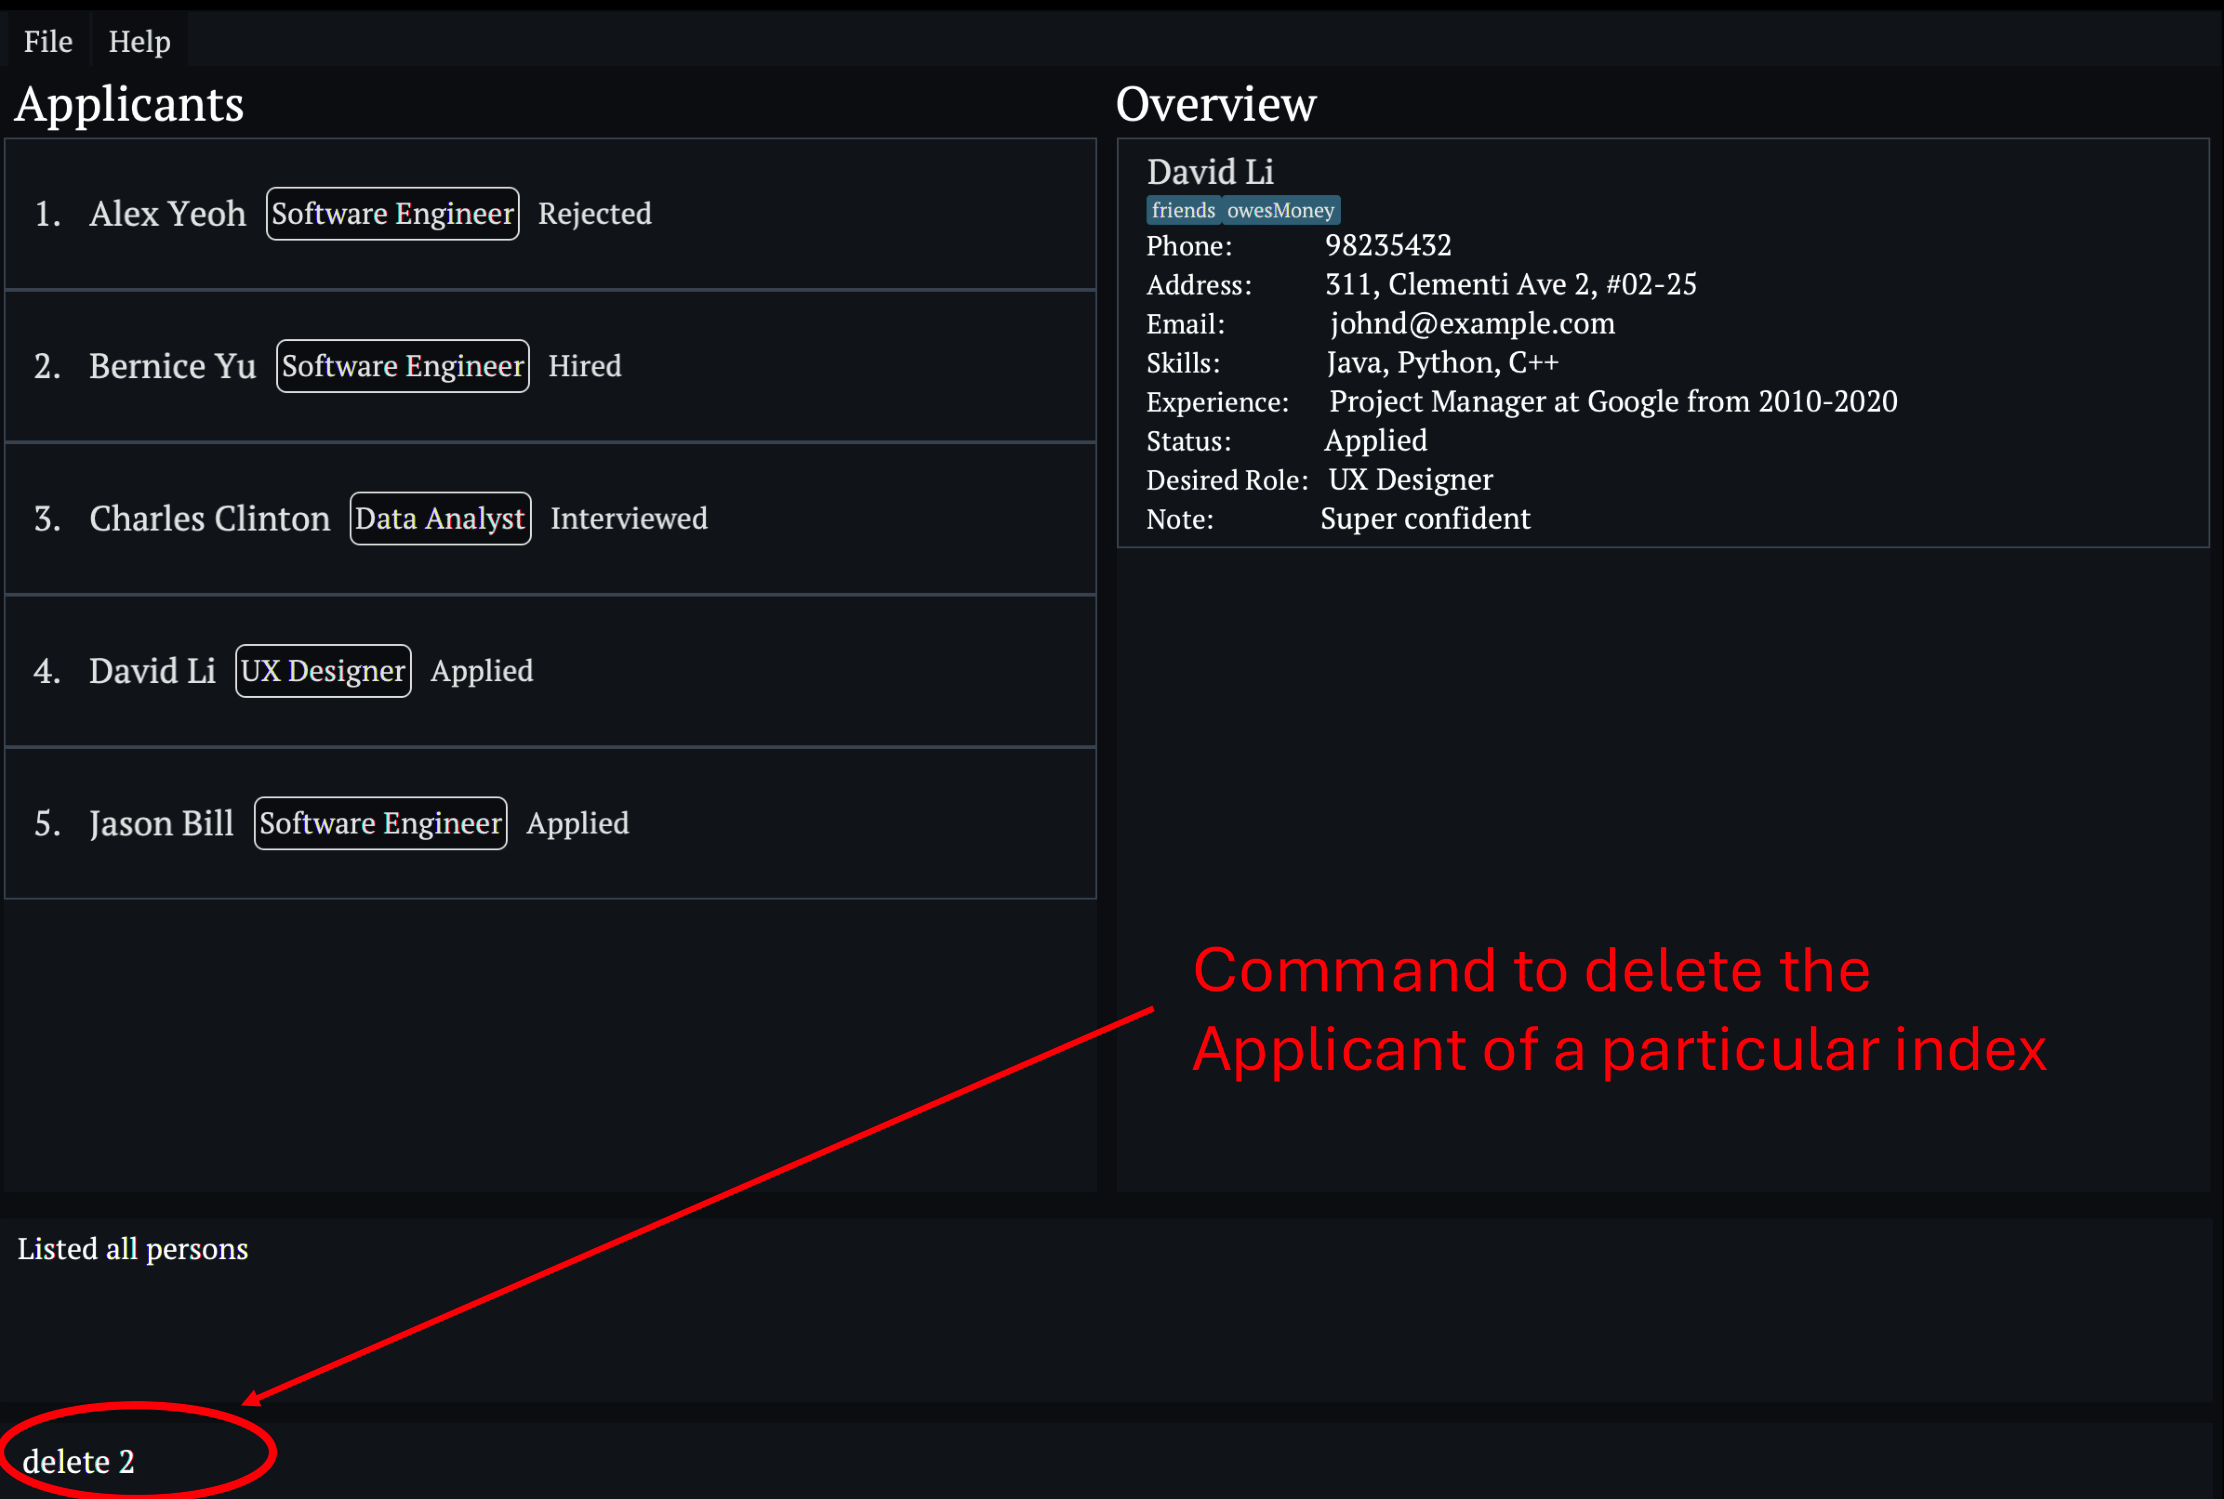 File Help
Applicants
1. Alex Yeoh Software Engineer Rejected
2. Bernice Yu Software Engineer Hired
3. Charles Clinton Data Analyst Interviewed
4. David Li UX Designer Applied
5. Jason Bill Software Engineer Applied
Overview
David Li
friends owesMoney
Phone: 98235432
Address: 311, Clementi Ave 2, #02-25
Email: johnd@example.com
Skills: Java, Python, C++
Experience: Project Manager at Google from 2010-2020
Status: Applied
Desired Role: UX Designer
Note: Super confident
Command to delete the
Applicant of a particular index
Listed all persons
delete 2